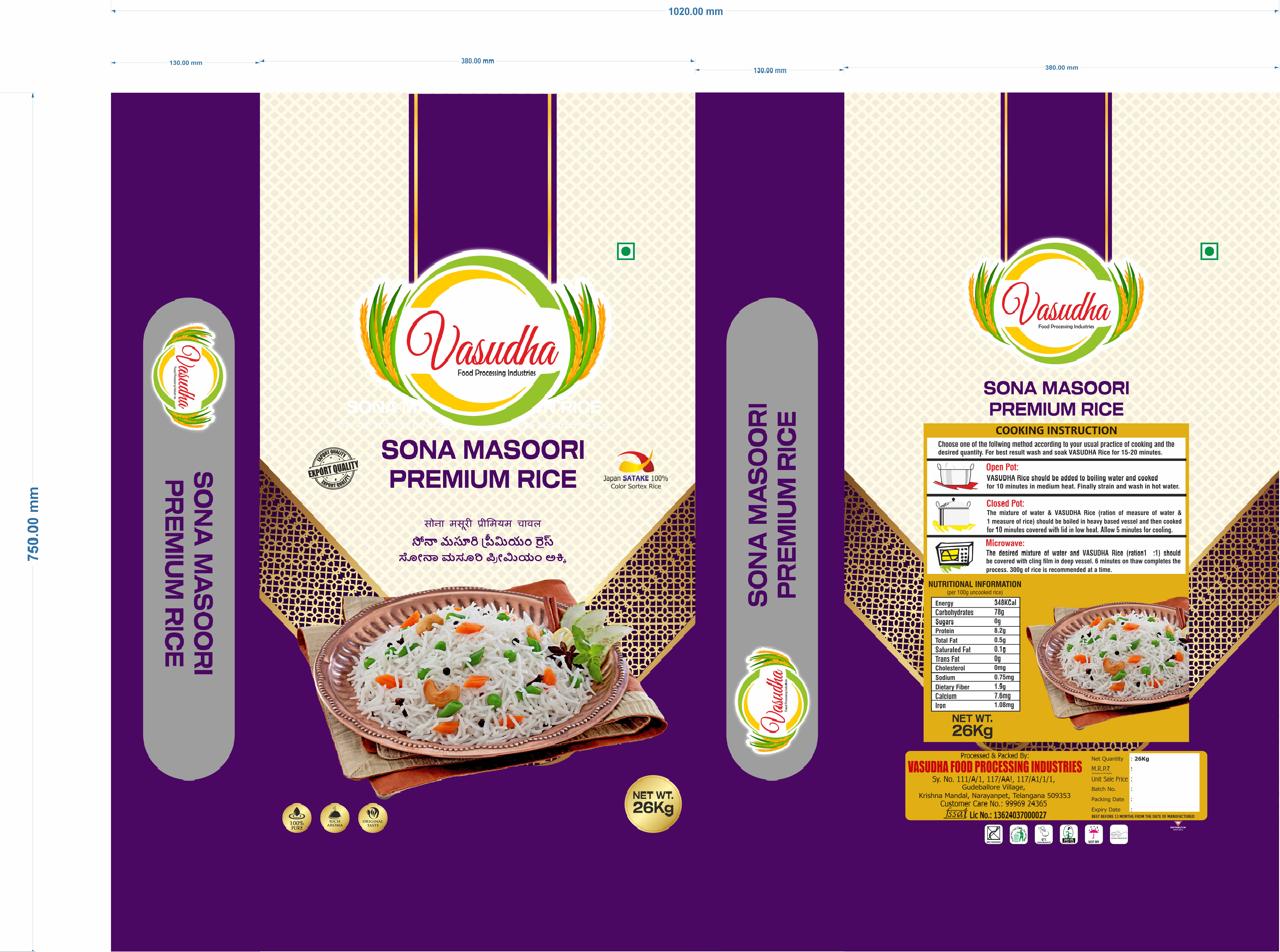 1020.00 mm
130.00 mm
380.00 mm
130.00 mm
380.00 mm
750.00 mm
Vasudha
Food Processing Industries
SONA MASOORI
PREMIUM RICE
Vasudha
Food Processing Industries
EXPORT QUALITY
EXPORT QUALITY
EXPORT QUALITY
SONA MASOORI
PREMIUM RICE
Japan SATAKE 100%
Color Sortex Rice
सोना मसूरी प्रीमियम चावल
సోనా మసూరి ప్రీమియం రైస్
ಸೋನಾ ಮಸೂರಿ ಪ್ರೀಮಿಯಂ ಅಕ್ಕಿ
100%
PURE
RICH
AROMA
ORIGINAL
TASTE
NET WT.
26Kg
SONA MASOORI
PREMIUM RICE
Vasudha
Food Processing Industries
Vasudha
Food Processing Industries
SONA MASOORI
PREMIUM RICE
COOKING INSTRUCTION
Choose one of the follwing method according to your usual practice of cooking and the
desired quantity. For best result wash and soak VASUDHA Rice for 15-20 minutes.
Open Pot:
VASUDHA Rice should be added to boiling water and cooked
for 10 minutes in medium heat. Finally strain and wash in hot water.
Closed Pot:
The mixture of water & VASUDHA Rice (ration of measure of water &
1 measure of rice) should be boiled in heavy based vessel and then cooked
for 10 minutes covered with lid in low heat. Allow 5 minutes for cooling.
Microwave:
The desired mixture of water and VASUDHA Rice (ration1 :1) should
be covered with cling film in deep vessel. 6 minutes on thaw completes the
process. 300g of rice is recommended at a time.
NUTRITIONAL INFORMATION
(per 100g uncooked rice)
Energy 348KCal
Carbohydrates 78g
Sugars 0g
Protein 8.2g
Total Fat 0.5g
Saturated Fat 0.1g
Trans Fat 0g
Cholesterol 0mg
Sodium 0.75mg
Dietary Fiber 1.9g
Calcium 7.6mg
Iron 1.08mg
NET WT.
26Kg
Processed & Packed By:
VASUDHA FOOD PROCESSING INDUSTRIES
Sy. No. 111/A/1, 117/AA!, 117/A1/1/1,
Gudeballore Village,
Krishna Mandal, Narayanpet, Telangana 509353
Customer Care No.: 99969 24365
fssai Lic No.: 13624037000027
Net Quantity : 26Kg
M.R.P.₹ :
Unit Sale Price :
Batch No. :
Packing Date :
Expiry Date :
BEST BEFORE 12 MONTHS FROM THE DATE OF MANUFACTURED